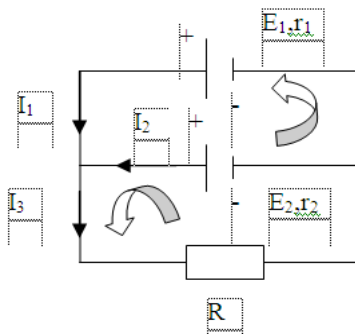 E1,r1
+
I1
I2
+
-
I3
-
E2,r2
R